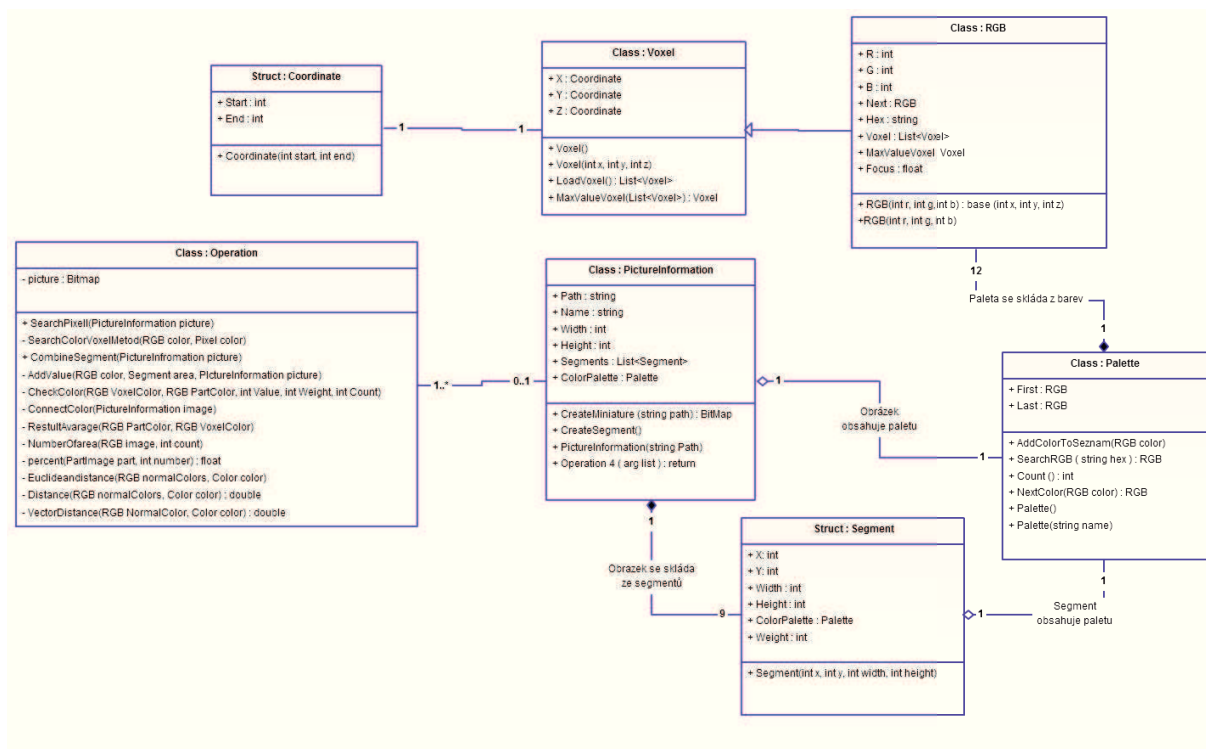 Struct : Coordinate
+ Start : int
+ End : int
+ Coordinate(int start, int end)
1
1
Class : Voxel
+ X : Coordinate
+ Y : Coordinate
+ Z : Coordinate
+ Voxel()
+ Voxel(int x, int y, int z)
+ LoadVoxel() : List<Voxel>
+ MaxValueVoxel(List<Voxel>) : Voxel
Class : RGB
+ R : int
+ G : int
+ B : int
+ Next : RGB
+ Hex : string
+ Voxel : List<Voxel>
+ MaxValueVoxel Voxel
+ Focus : float
+ RGB(int r, int g,int b) : base (int x, int y, int z)
+RGB(int r, int g, int b)
12
Paleta se skládá z barev
1
Class : Operation
- picture : Bitmap
+ SearchPixell(PictureInformation picture)
- SearchColorVoxelMetod(RGB color, Pixel color)
+ CombineSegment(PictureInfromation picture)
- AddValue(RGB color, Segment area, PictureInformation picture)
- CheckColor(RGB VoxelColor, RGB PartColor, int Value, int Weight, int Count)
- ConnectColor(PictureInformation image)
- RestultAvarage(RGB PartColor, RGB VoxelColor)
- NumberOfarea(RGB image, int count)
- percent(PartImage part, int number) : float
- Euclideandistance(RGB normalColors, Color color)
- Distance(RGB normalColors, Color color) : double
- VectorDistance(RGB NormalColor, Color color) : double
1..*
0..1
Class : PictureInformation
+ Path : string
+ Name : string
+ Width : int
+ Height : int
+ Segments : List<Segment>
+ ColorPalette : Palette
+ CreateMiniature (string path) : BitMap
+ CreateSegment()
+ PictureInformation(string Path)
+ Operation 4 ( arg list ) : return
1
Obrázek
obsahuje paletu
1
Class : Palette
+ First : RGB
+ Last : RGB
+ AddColorToSeznam(RGB color)
+ SearchRGB ( string hex ) : RGB
+ Count () : int
+ NextColor(RGB color) : RGB
+ Palette()
+ Palette(string name)
1
Obrazek se skláda
ze segmentů
9
Struct : Segment
+ X: int
+ Y: int
+ Width : int
+ Height : int
+ ColorPalette : Palette
+ Weight : int
+ Segment(int x, int y, int width, int height)
1
Segment
obsahuje paletu
1